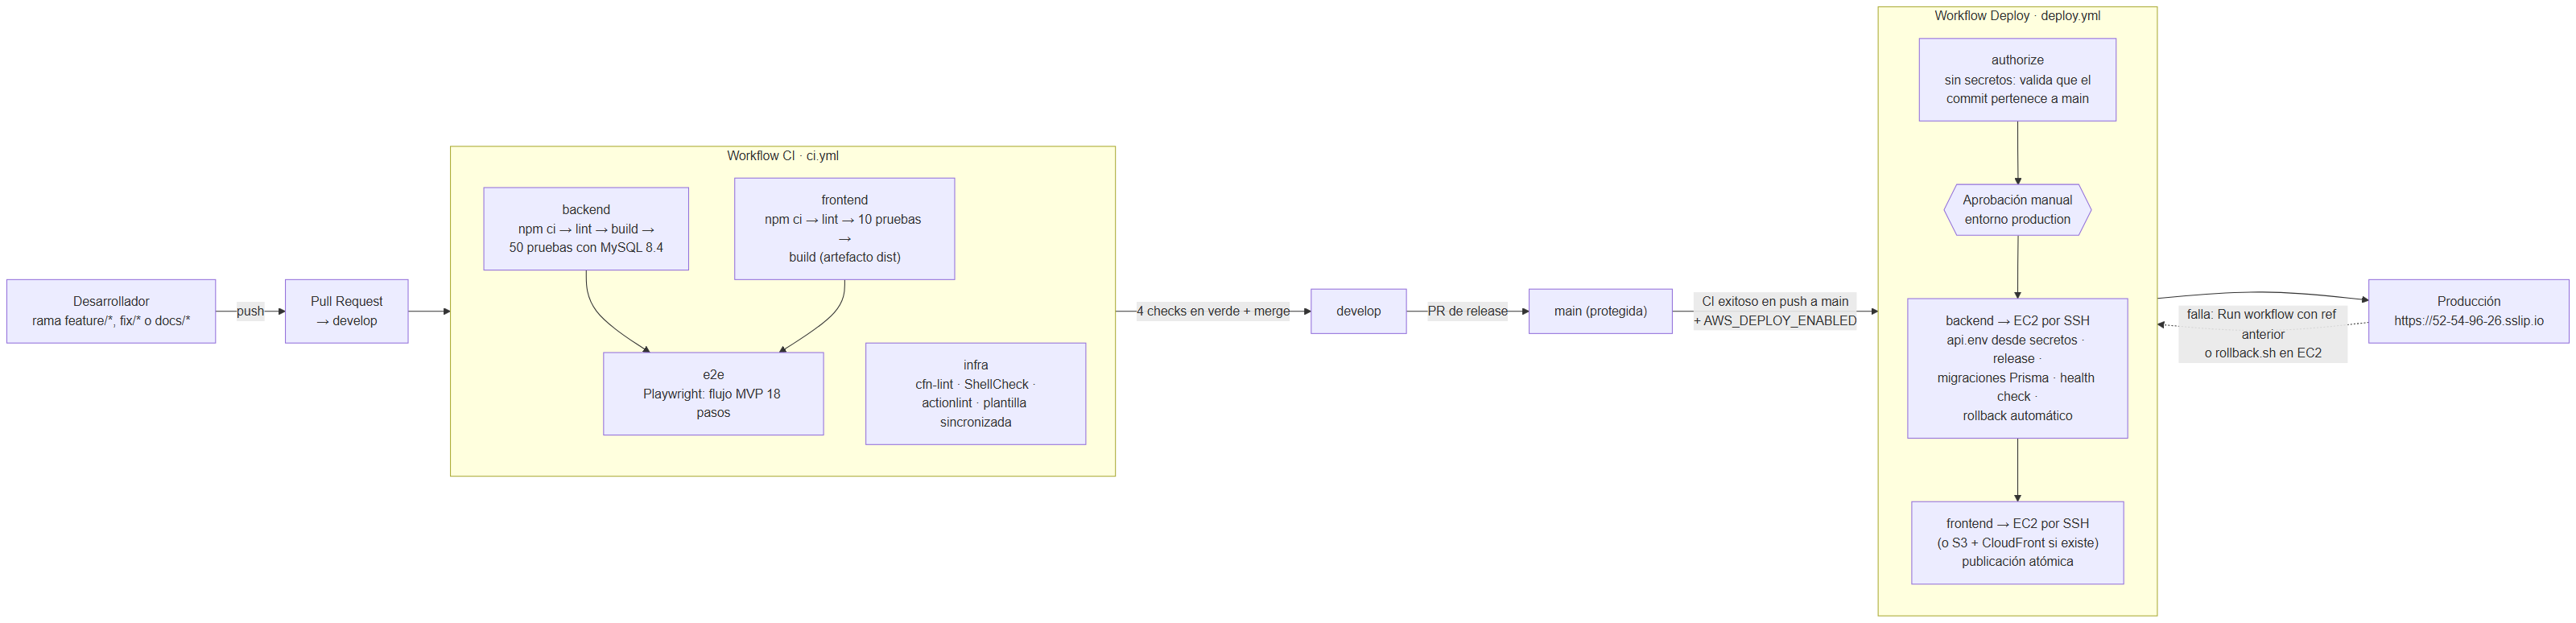 Desarrollador
rama feature/*, fix/* o docs/*
push
Pull Request
→ develop
Workflow CI · ci.yml
backend
npm ci → lint → build →
50 pruebas con MySQL 8.4
frontend
npm ci → lint → 10 pruebas
→
build (artefacto dist)
e2e
Playwright: flujo MVP 18
pasos
infra
cfn-lint · ShellCheck ·
actionlint · plantilla
sincronizada
4 checks en verde + merge
develop
PR de release
main (protegida)
CI exitoso en push a main
+ AWS_DEPLOY_ENABLED
Workflow Deploy · deploy.yml
authorize
sin secretos: valida que el
commit pertenece a main
Aprobación manual
entorno production
backend → EC2 por SSH
api.env desde secretos ·
release ·
migraciones Prisma · health
check ·
rollback automático
frontend → EC2 por SSH
(o S3 + CloudFront si existe)
publicación atómica
falla: Run workflow con ref
anterior
o rollback.sh en EC2
Producción
https://52-54-96-26.sslip.io